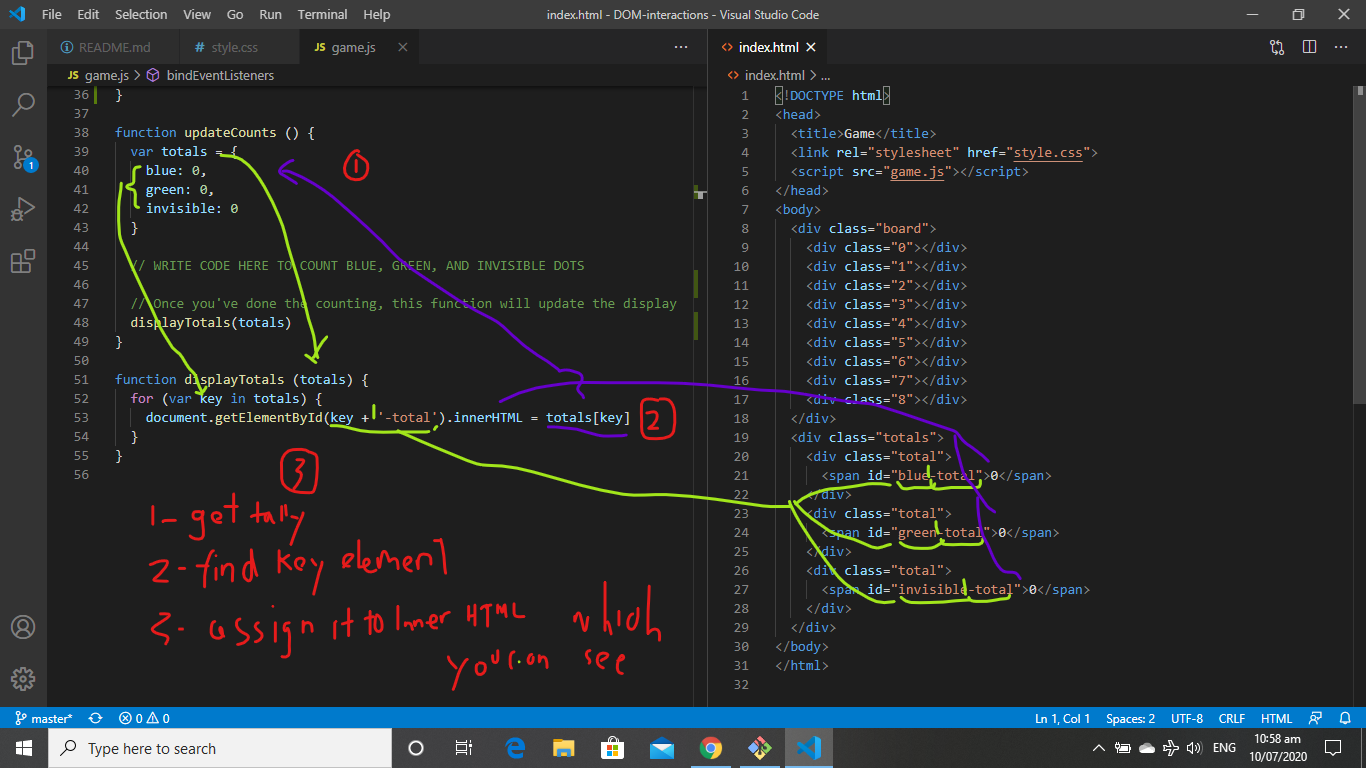 File Edit Selection View Go Run Terminal Help
index.html - DOM-interactions - Visual Studio Code
README.md
# style.css
JS game.js
<> index.html
JS game.js > bindEventListeners
<> index.html > ...
36 }
37
38 function updateCounts () {
39 var totals = {
40 blue: 0,
41 green: 0,
42 invisible: 0
43 }
44
45 // WRITE CODE HERE TO COUNT BLUE, GREEN, AND INVISIBLE DOTS
46
47 // Once you've done the counting, this function will update the display
48 displayTotals(totals)
49 }
50
51 function displayTotals (totals) {
52 for (var key in totals) {
53 document.getElementById(key + '-total').innerHTML = totals[key]
54 }
55 }
56
1
2
3
1- get tally
2- find key element
3- assign it to Inner HTML which
you can see
1 <!DOCTYPE html>
2 <head>
3 <title>Game</title>
4 <link rel="stylesheet" href="style.css">
5 <script src="game.js"></script>
6 </head>
7 <body>
8 <div class="board">
9 <div class="0"></div>
10 <div class="1"></div>
11 <div class="2"></div>
12 <div class="3"></div>
13 <div class="4"></div>
14 <div class="5"></div>
15 <div class="6"></div>
16 <div class="7"></div>
17 <div class="8"></div>
18 </div>
19 <div class="totals">
20 <div class="total">
21 <span id="blue-total">0</span>
22 </div>
23 <div class="total">
24 <span id="green-total">0</span>
25 </div>
26 <div class="total">
27 <span id="invisible-total">0</span>
28 </div>
29 </div>
30 </body>
31 </html>
32
1
master* 0 0
Ln 1, Col 1 Spaces: 2 UTF-8 CRLF HTML
Type here to search
ENG
10:58 am
10/07/2020